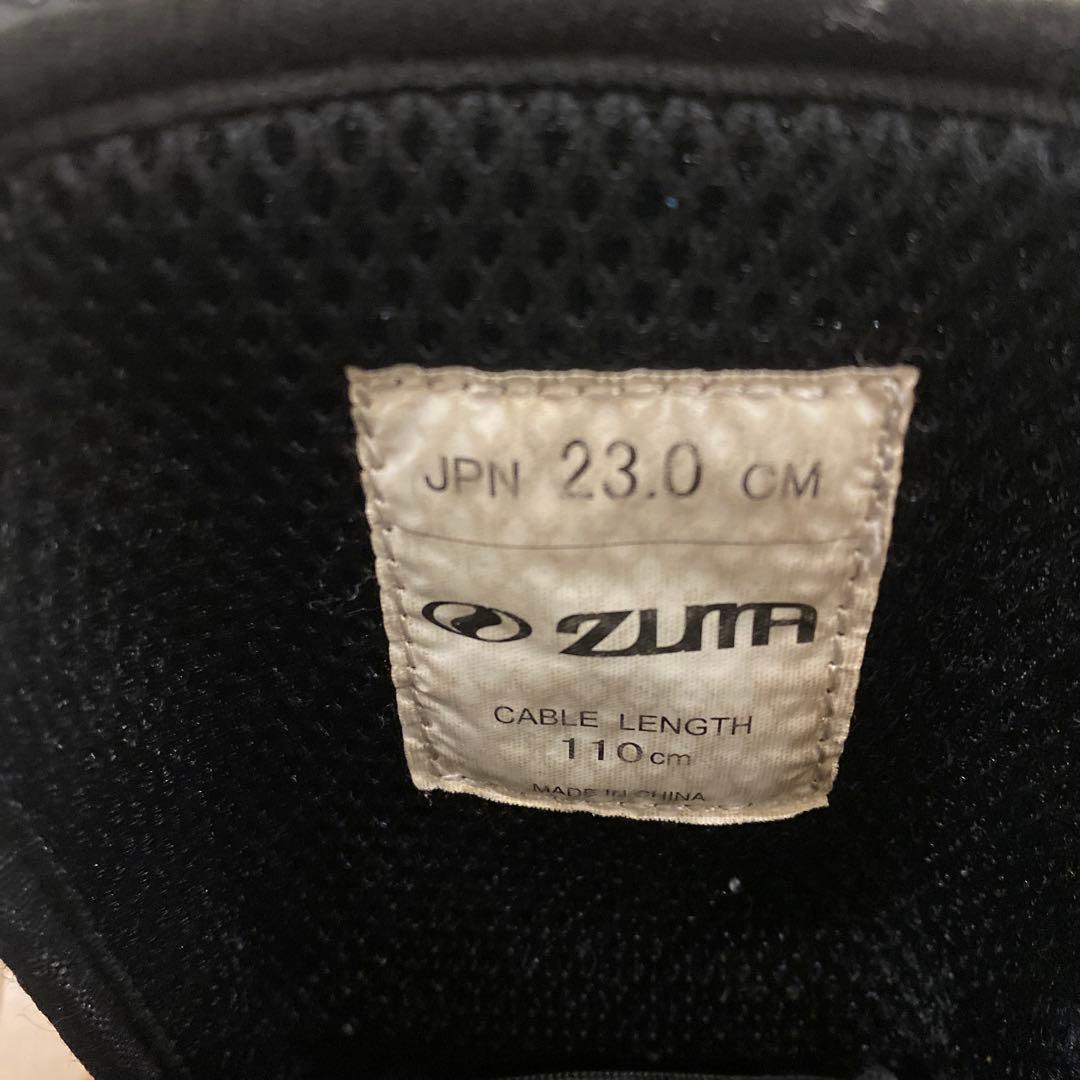 JPN 23.0 CM
ZUMA
CABLE LENGTH
110cm
MADE IN CHINA